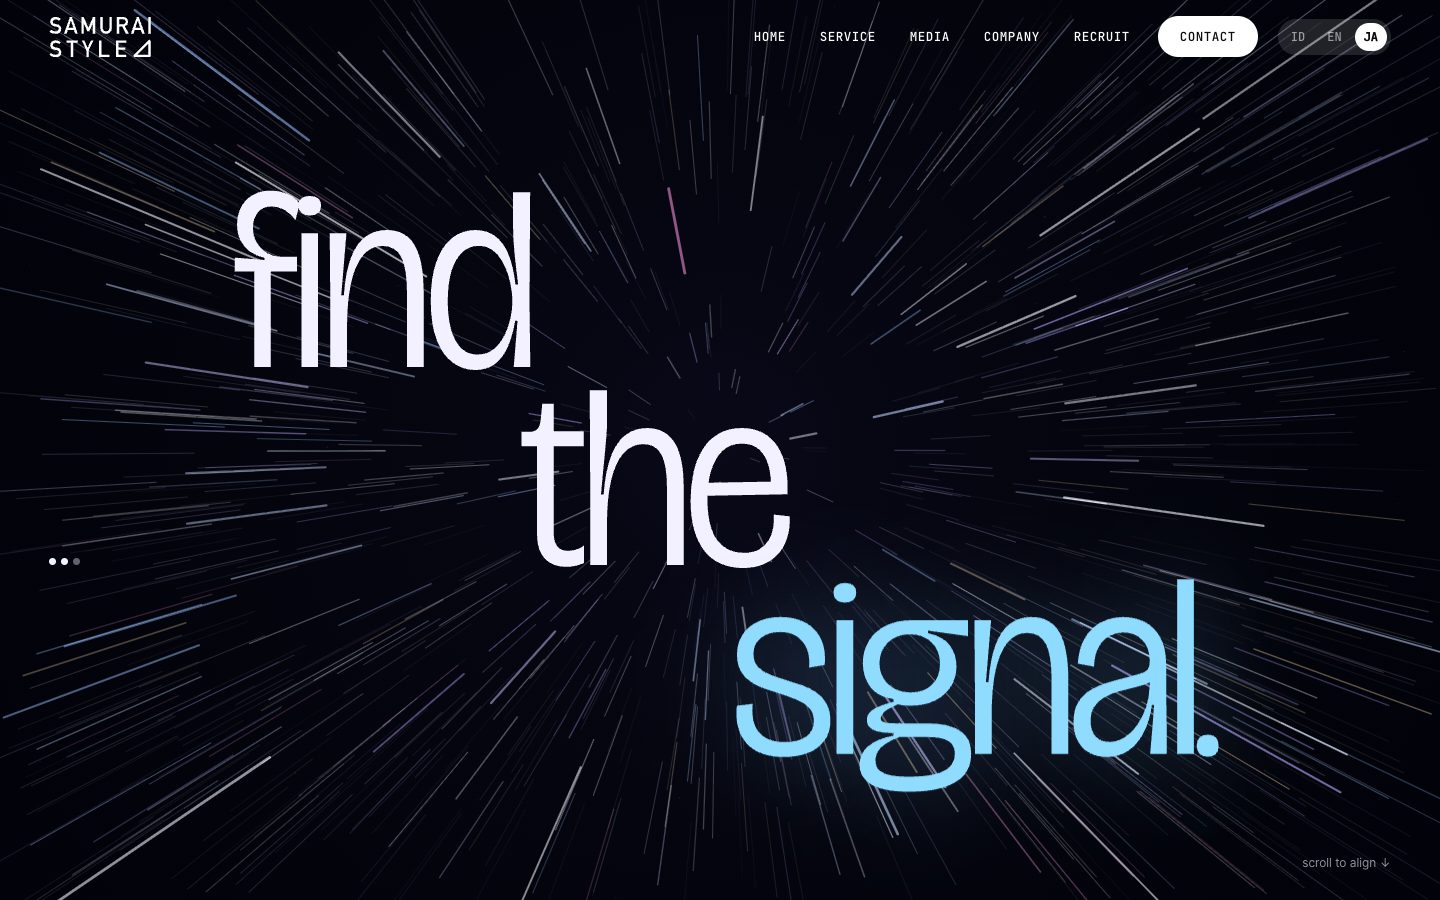 SAMURAI
STYLE
HOME SERVICE MEDIA COMPANY RECRUIT CONTACT ID EN JA
find
the
signal.
scroll to align ↓